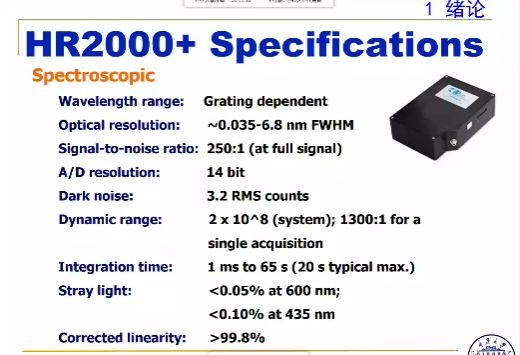 1 绪论
HR2000+ Specifications
Spectroscopic
Wavelength range: Grating dependent
Optical resolution: ~0.035-6.8 nm FWHM
Signal-to-noise ratio: 250:1 (at full signal)
A/D resolution: 14 bit
Dark noise: 3.2 RMS counts
Dynamic range: 2 x 10^8 (system); 1300:1 for a
single acquisition
Integration time: 1 ms to 65 s (20 s typical max.)
Stray light: <0.05% at 600 nm;
<0.10% at 435 nm
Corrected linearity: >99.8%